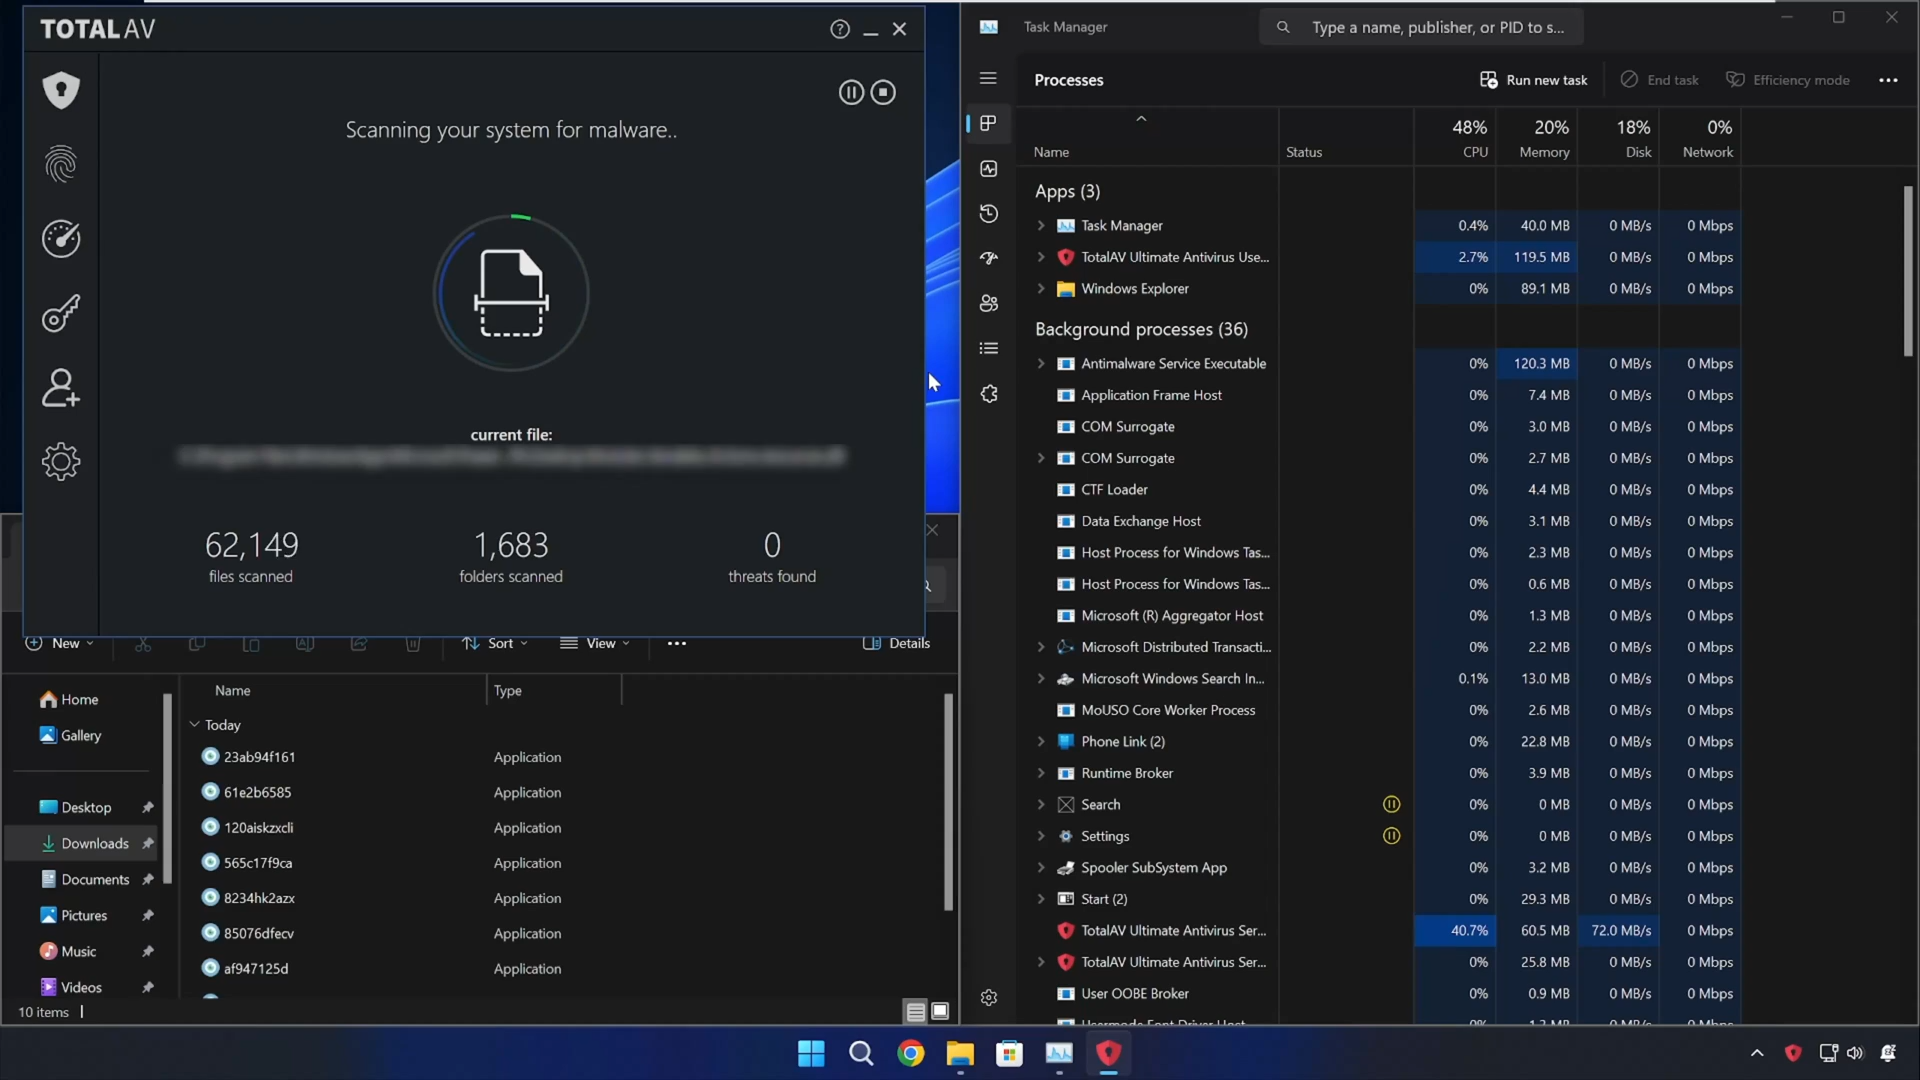 TOTALAV
Scanning your system for malware..
current file:
62,149
files scanned
1,683
folders scanned
0
threats found
New
Sort
View
Details
Name
Type
Home
Gallery
Desktop
Downloads
Documents
Pictures
Music
Videos
Today
23ab94f161 Application
61e2b6585 Application
120aiskzxcli Application
565c17f9ca Application
8234hk2azx Application
85076dfecv Application
af947125d Application
10 items
Task Manager
Type a name, publisher, or PID to s...
Processes
Run new task
End task
Efficiency mode
48% 20% 18% 0%
Name Status CPU Memory Disk Network
Apps (3)
Task Manager 0.4% 40.0 MB 0 MB/s 0 Mbps
TotalAV Ultimate Antivirus Use... 2.7% 119.5 MB 0 MB/s 0 Mbps
Windows Explorer 0% 89.1 MB 0 MB/s 0 Mbps
Background processes (36)
Antimalware Service Executable 0% 120.3 MB 0 MB/s 0 Mbps
Application Frame Host 0% 7.4 MB 0 MB/s 0 Mbps
COM Surrogate 0% 3.0 MB 0 MB/s 0 Mbps
COM Surrogate 0% 2.7 MB 0 MB/s 0 Mbps
CTF Loader 0% 4.4 MB 0 MB/s 0 Mbps
Data Exchange Host 0% 3.1 MB 0 MB/s 0 Mbps
Host Process for Windows Tas... 0% 2.3 MB 0 MB/s 0 Mbps
Host Process for Windows Tas... 0% 0.6 MB 0 MB/s 0 Mbps
Microsoft (R) Aggregator Host 0% 1.3 MB 0 MB/s 0 Mbps
Microsoft Distributed Transacti... 0% 2.2 MB 0 MB/s 0 Mbps
Microsoft Windows Search In... 0.1% 13.0 MB 0 MB/s 0 Mbps
MoUSO Core Worker Process 0% 2.6 MB 0 MB/s 0 Mbps
Phone Link (2) 0% 22.8 MB 0 MB/s 0 Mbps
Runtime Broker 0% 3.9 MB 0 MB/s 0 Mbps
Search 0% 0 MB 0 MB/s 0 Mbps
Settings 0% 0 MB 0 MB/s 0 Mbps
Spooler SubSystem App 0% 3.2 MB 0 MB/s 0 Mbps
Start (2) 0% 29.3 MB 0 MB/s 0 Mbps
TotalAV Ultimate Antivirus Ser... 40.7% 60.5 MB 72.0 MB/s 0 Mbps
TotalAV Ultimate Antivirus Ser... 0% 25.8 MB 0 MB/s 0 Mbps
User OOBE Broker 0% 0.9 MB 0 MB/s 0 Mbps